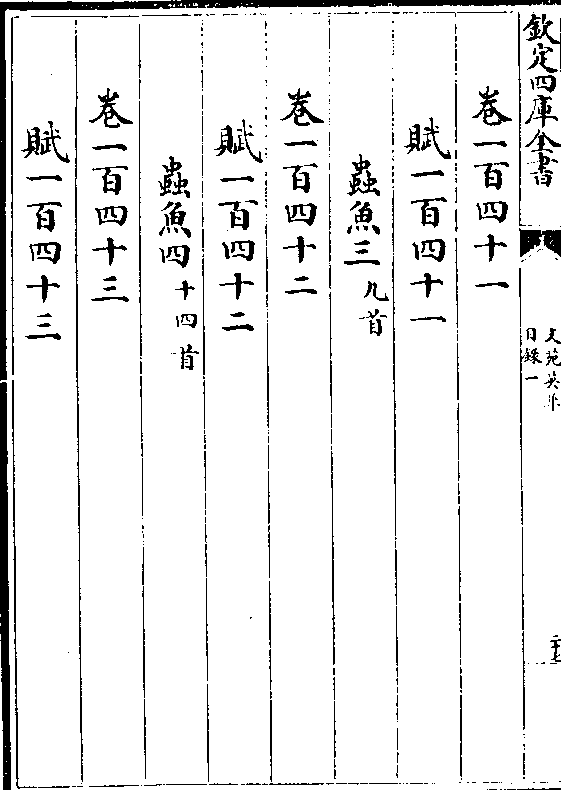 欽定四庫全書
文苑英華
目録一
卷一百四十一
賦一百四十一
蟲魚三九首
卷一百四十二
賦一百四十二
蟲魚四十四首
卷一百四十三
賦一百四十三